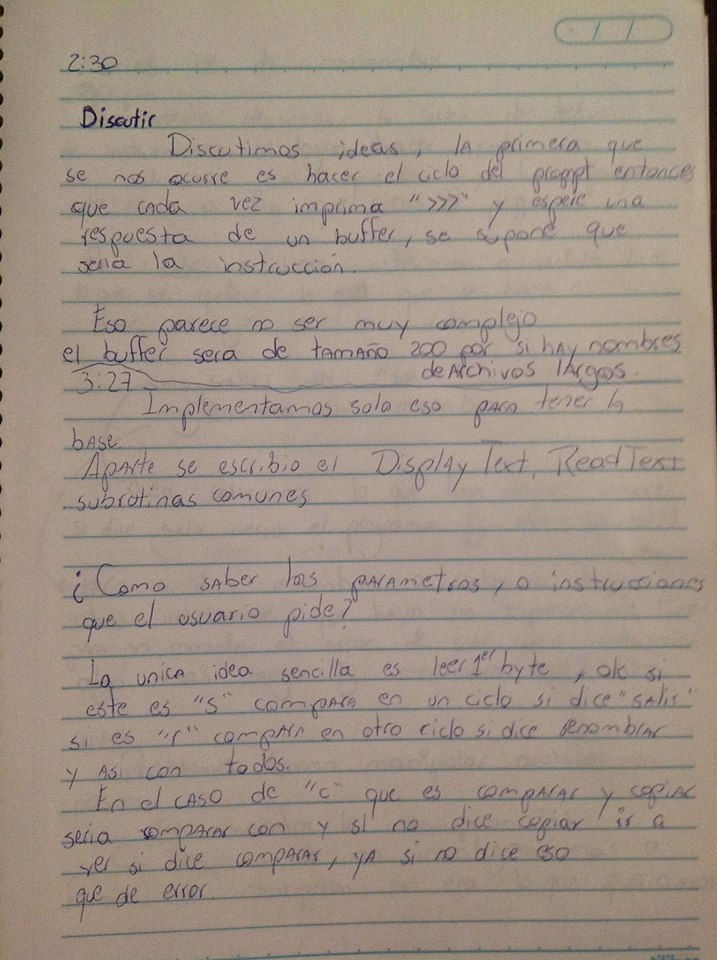 2:30
Discutir
Discutimos ideas, la primera que
se nos ocurre es hacer el ciclo del proppt entonces
que cada vez imprima ">>>" y espere una
respuesta de un buffer, se supone que
seria la instrucción.
Eso parece no ser muy complejo
el buffer sera de tamaño 200 por si hay nombres
de Archivos lArgos.
3:27
Implementamos solo eso para tener la
base.
Aparte se escribio el Display Text, Read Text
subrotinas comunes
¿Como saber los parametros, o instrucciones
que el usuario pide?
La unica idea sencilla es leer 1er byte, ok si
este es "s" compara en un ciclo si dice "salir"
si es "r" compara en otro ciclo si dice renombrar
y asi con todos.
En el caso de "c" que es comparar y copiar
seria comparar con y si no dice copiar ir a
ver si dice comparar, ya si no dice eso
que de error.